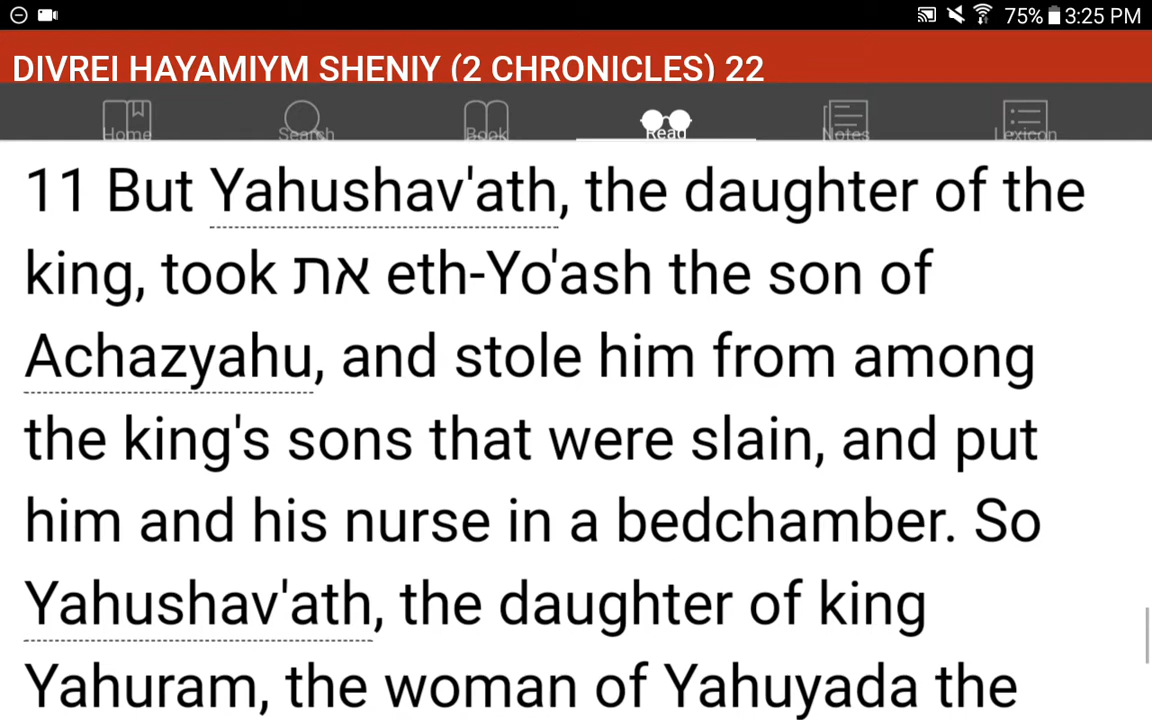 75% 3:25 PM
DIVREI HAYAMIYM SHENIY (2 CHRONICLES) 22
Home Search Book Read Notes Lexicon
11 But Yahushav'ath, the daughter of the
king, took את eth-Yo'ash the son of
Achazyahu, and stole him from among
the king's sons that were slain, and put
him and his nurse in a bedchamber. So
Yahushav'ath, the daughter of king
Yahuram, the woman of Yahuyada the